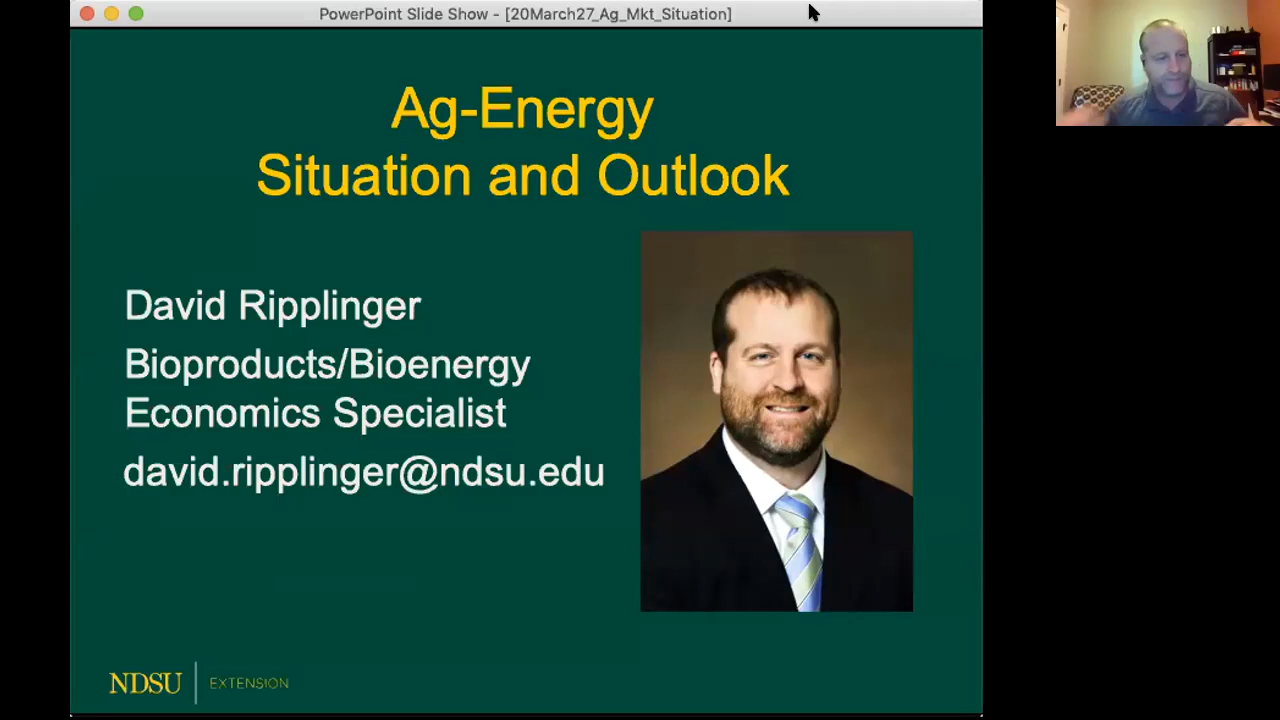 PowerPoint Slide Show - [20March27_Ag_Mkt_Situation]
Ag-Energy
Situation and Outlook
David Ripplinger
Bioproducts/Bioenergy
Economics Specialist
david.ripplinger@ndsu.edu
NDSU EXTENSION